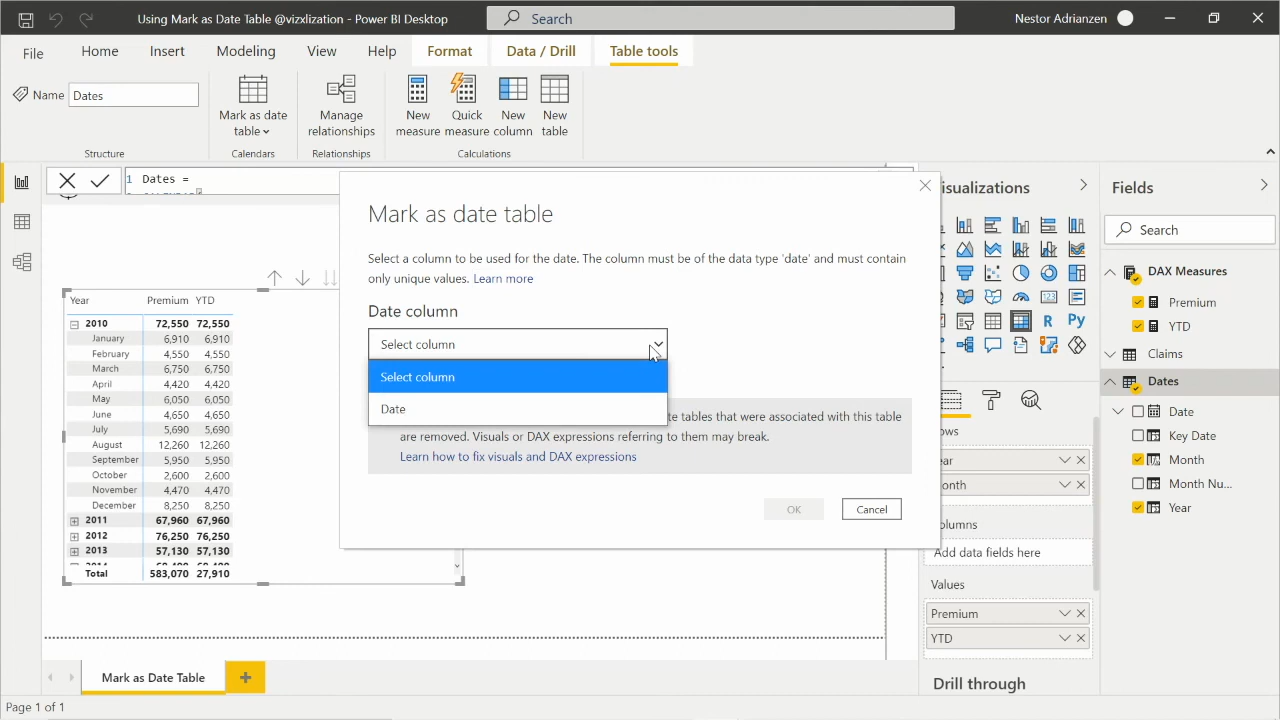 Using Mark as Date Table @vizxlization - Power BI Desktop
Search
Nestor Adrianzen
File
Home
Insert
Modeling
View
Help
Format
Data / Drill
Table tools
Name
Dates
Structure
Mark as date
table
Calendars
Manage
relationships
Relationships
New
measure
Quick
measure
New
column
New
table
Calculations
1 Dates =
Mark as date table
Select a column to be used for the date. The column must be of the data type 'date' and must contain
only unique values. Learn more
Date column
Select column
Select column
Date
te tables that were associated with this table
are removed. Visuals or DAX expressions referring to them may break.
Learn how to fix visuals and DAX expressions
OK
Cancel
Year Premium YTD
2010 72,550 72,550
January 6,910 6,910
February 4,550 4,550
March 6,750 6,750
April 4,420 4,420
May 6,050 6,050
June 4,650 4,650
July 5,690 5,690
August 12,260 12,260
September 5,950 5,950
October 2,600 2,600
November 4,470 4,470
December 8,250 8,250
2011 67,960 67,960
2012 76,250 76,250
2013 57,130 57,130
Total 583,070 27,910
isualizations
R
Py
ows
ear
onth
olumns
Add data fields here
Values
Premium
YTD
Drill through
Fields
Search
DAX Measures
Premium
YTD
Claims
Dates
Date
Key Date
Month
Month Nu...
Year
Mark as Date Table
Page 1 of 1